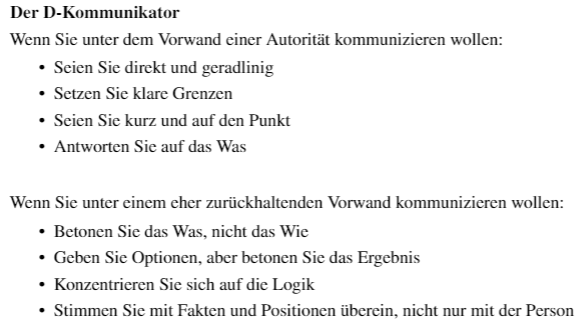 Der D-Kommunikator
Wenn Sie unter dem Vorwand einer Autorität kommunizieren wollen:
• Seien Sie direkt und geradlinig
• Setzen Sie klare Grenzen
• Seien Sie kurz und auf den Punkt
• Antworten Sie auf das Was
Wenn Sie unter einem eher zurückhaltenden Vorwand kommunizieren wollen:
• Betonen Sie das Was, nicht das Wie
• Geben Sie Optionen, aber betonen Sie das Ergebnis
• Konzentrieren Sie sich auf die Logik
• Stimmen Sie mit Fakten und Positionen überein, nicht nur mit der Person